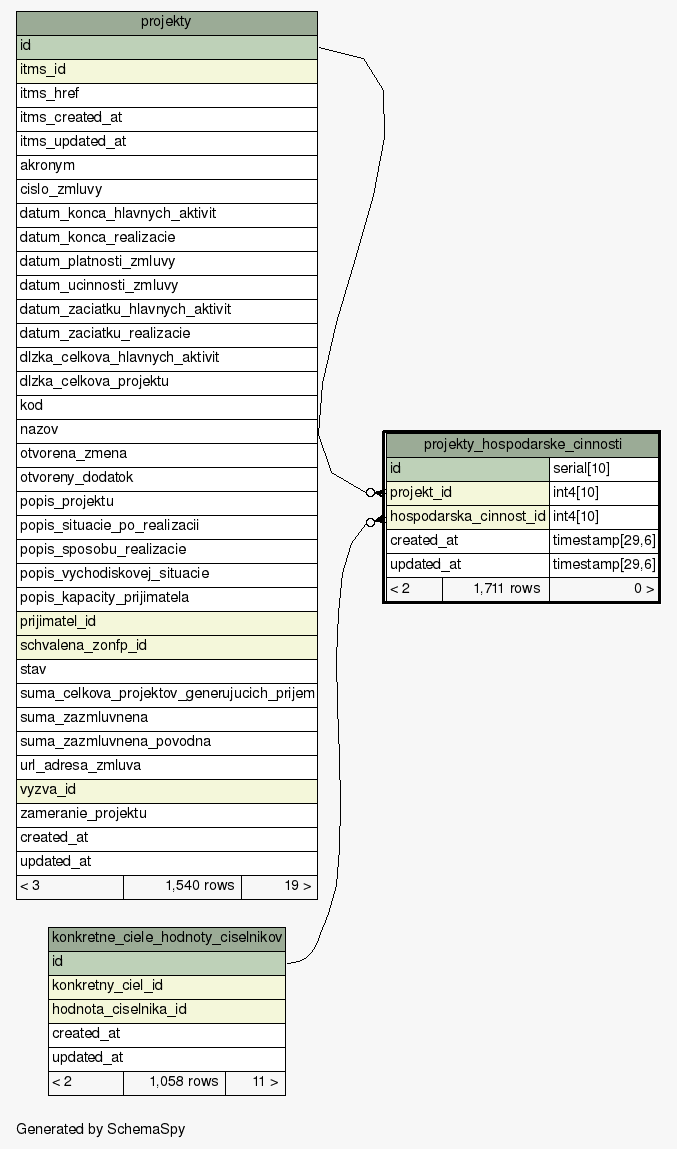 projekty
id
itms_id
itms_href
itms_created_at
itms_updated_at
akronym
cislo_zmluvy
datum_konca_hlavnych_aktivit
datum_konca_realizacie
datum_platnosti_zmluvy
datum_ucinnosti_zmluvy
datum_zaciatku_hlavnych_aktivit
datum_zaciatku_realizacie
dlzka_celkova_hlavnych_aktivit
dlzka_celkova_projektu
kod
nazov
otvorena_zmena
otvoreny_dodatok
popis_projektu
popis_situacie_po_realizacii
popis_sposobu_realizacie
popis_vychodiskovej_situacie
popis_kapacity_prijimatela
prijimatel_id
schvalena_zonfp_id
stav
suma_celkova_projektov_generujucich_prijem
suma_zazmluvnena
suma_zazmluvnena_povodna
url_adresa_zmluva
vyzva_id
zameranie_projektu
created_at
updated_at
< 3 1,540 rows 19 >
projekty_hospodarske_cinnosti
id serial[10]
projekt_id int4[10]
hospodarska_cinnost_id int4[10]
created_at timestamp[29,6]
updated_at timestamp[29,6]
< 2 1,711 rows 0 >
konkretne_ciele_hodnoty_ciselnikov
id
konkretny_ciel_id
hodnota_ciselnika_id
created_at
updated_at
< 2 1,058 rows 11 >
Generated by SchemaSpy